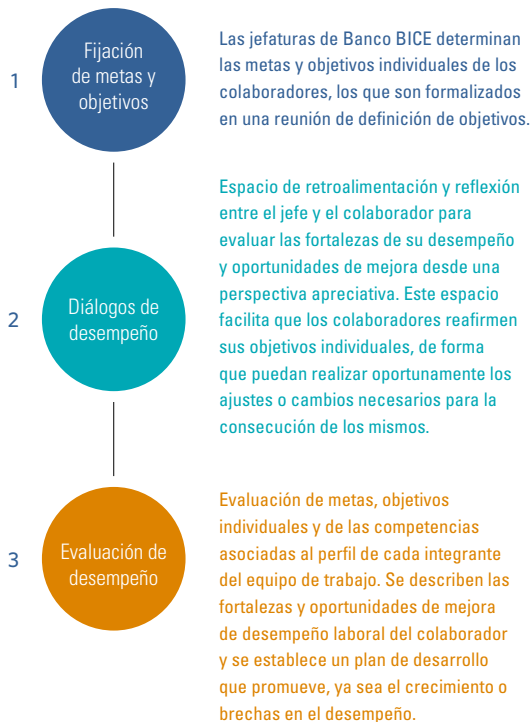 1
Fijación
de metas y
objetivos
Las jefaturas de Banco BICE determinan
las metas y objetivos individuales de los
colaboradores, los que son formalizados
en una reunión de definición de objetivos.
2
Diálogos de
desempeño
Espacio de retroalimentación y reflexión
entre el jefe y el colaborador para
evaluar las fortalezas de su desempeño
y oportunidades de mejora desde una
perspectiva apreciativa. Este espacio
facilita que los colaboradores reafirmen
sus objetivos individuales, de forma
que puedan realizar oportunamente los
ajustes o cambios necesarios para la
consecución de los mismos.
3
Evaluación de
desempeño
Evaluación de metas, objetivos
individuales y de las competencias
asociadas al perfil de cada integrante
del equipo de trabajo. Se describen las
fortalezas y oportunidades de mejora
de desempeño laboral del colaborador
y se establece un plan de desarrollo
que promueve, ya sea el crecimiento o
brechas en el desempeño.